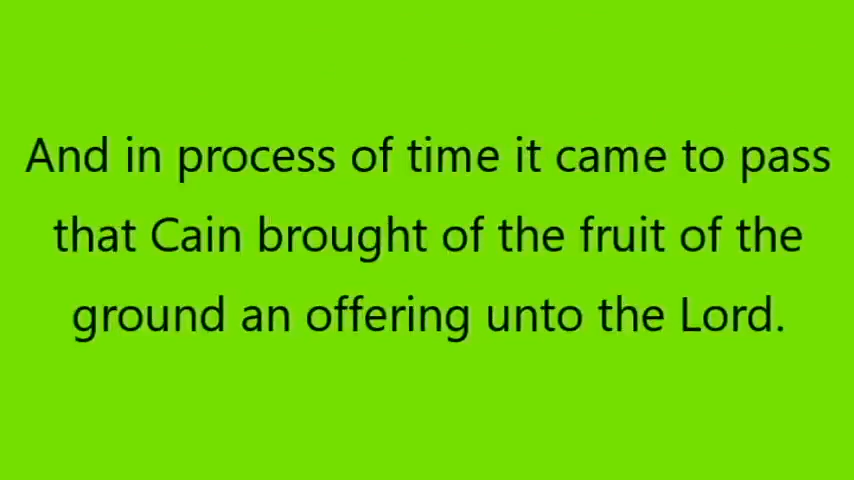 And in process of time it came to pass
that Cain brought of the fruit of the
ground an offering unto the Lord.